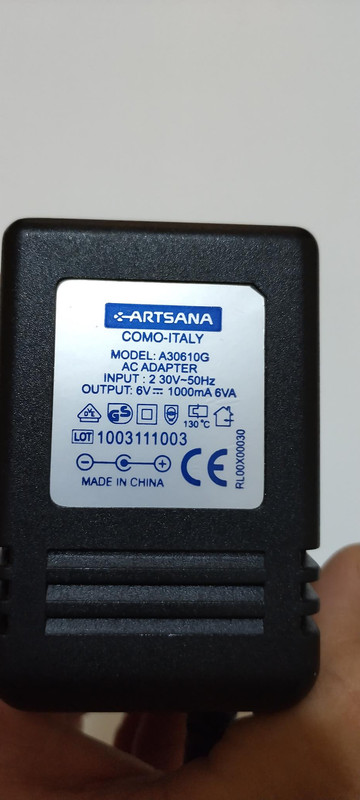 ARTSANA
COMO-ITALY
MODEL: A30610G
AC ADAPTER
INPUT : 2 30V~50Hz
OUTPUT: 6V⎓ 1000mA 6VA
GS
130°C
LOT 1003111003
- +
CE
MADE IN CHINA
RL00X00030